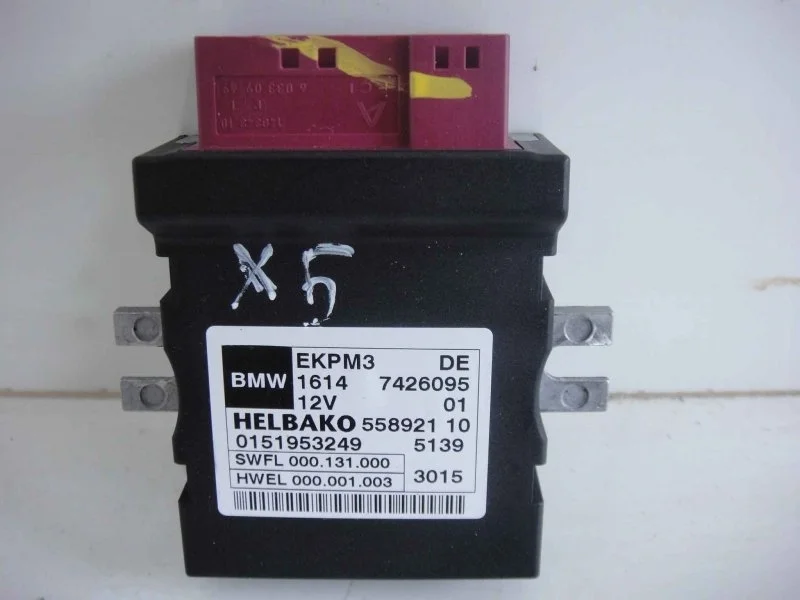 X5
BMW
EKPM3 DE
1614 7426095
12V 01
HELBAKO 558921 10
0151953249 5139
SWFL 000.131.000
HWEL 000.001.003 3015